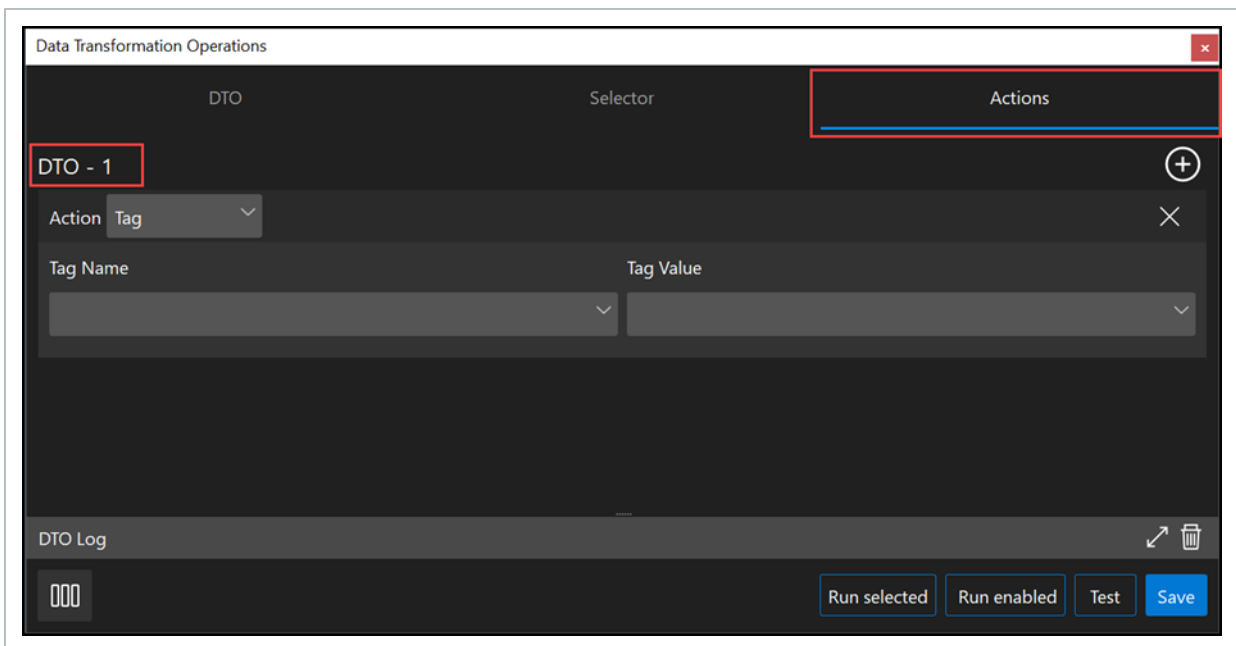 Data Transformation Operations
DTO Selector Actions
DTO - 1
Action Tag
Tag Name Tag Value
DTO Log
Run selected Run enabled Test Save